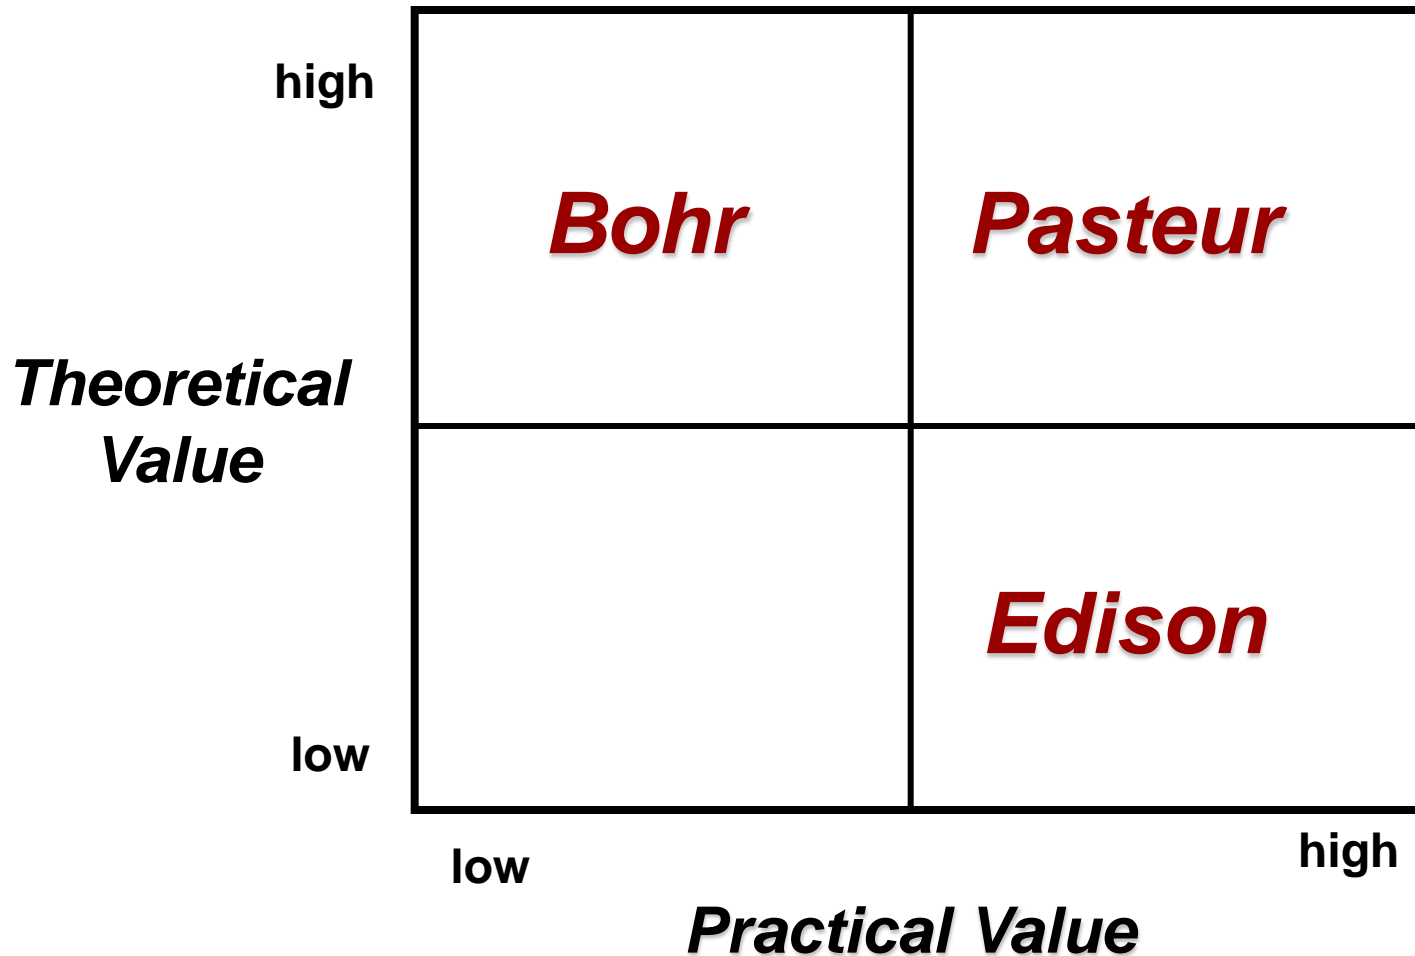 high
Bohr
Pasteur
Theoretical
Value
Edison
low
low
high
Practical Value